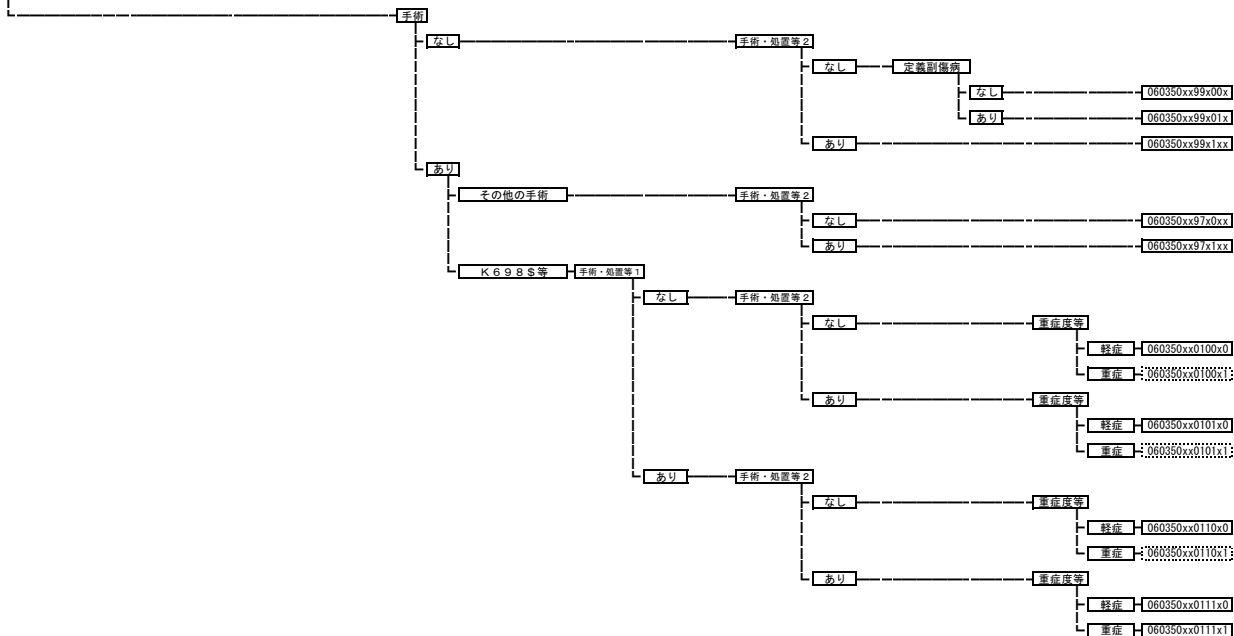 手術
なし 手術・処置等2
なし 定義副傷病
なし 060350xx99x00x
あり 060350xx99x01x
あり 060350xx99x1xx
あり
その他の手術 手術・処置等2
なし 060350xx97x0xx
あり 060350xx97x1xx
K698$等 手術・処置等1
なし 手術・処置等2
なし 重症度等
軽症 060350xx0100x0
重症 060350xx0100x1
あり 重症度等
軽症 060350xx0101x0
重症 060350xx0101x1
あり 手術・処置等2
なし 重症度等
軽症 060350xx0110x0
重症 060350xx0110x1
あり 重症度等
軽症 060350xx0111x0
重症 060350xx0111x1